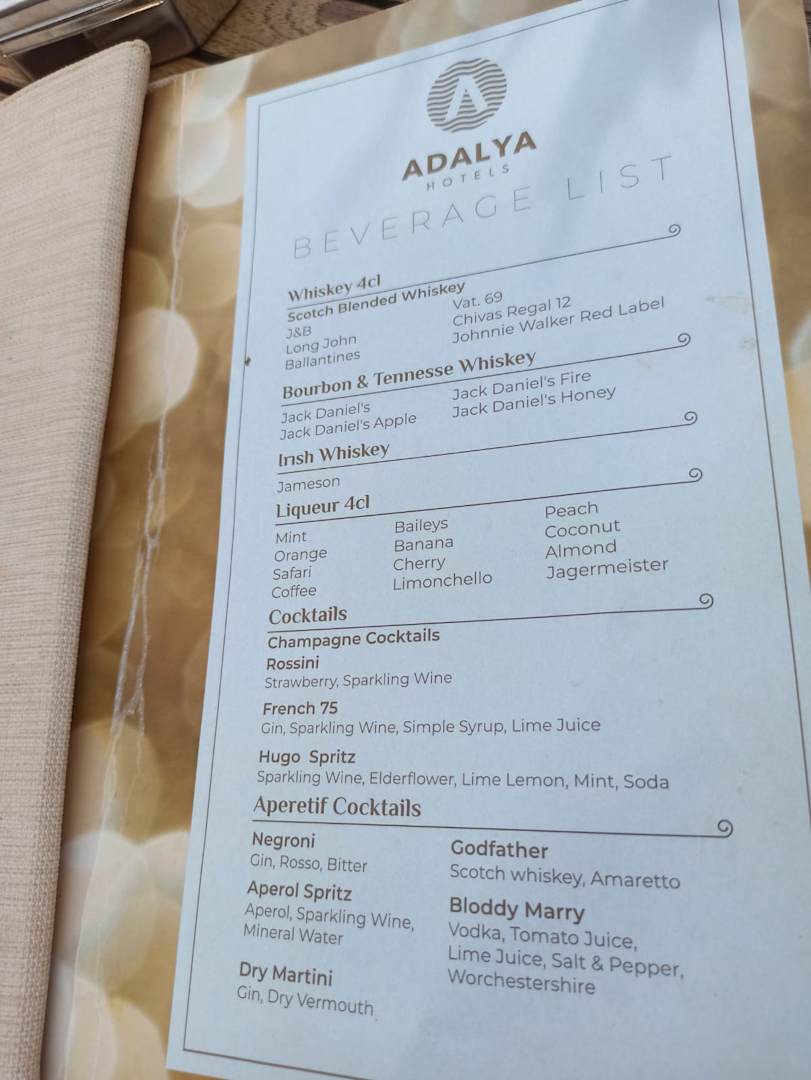 A
ADALYA
HOTELS
BEVERAGE LIST
Whiskey 4cl
Scotch Blended Whiskey
J&B
Long John
Ballantines
Vat. 69
Chivas Regal 12
Johnnie Walker Red Label
Bourbon & Tennesse Whiskey
Jack Daniel's
Jack Daniel's Apple
Jack Daniel's Fire
Jack Daniel's Honey
Irısh Whiskey
Jameson
Liqueur 4cl
Mint
Orange
Safari
Coffee
Baileys
Banana
Cherry
Limonchello
Peach
Coconut
Almond
Jagermeister
Cocktails
Champagne Cocktails
Rossini
Strawberry, Sparkling Wine
French 75
Gin, Sparkling Wine, Simple Syrup, Lime Juice
Hugo Spritz
Sparkling Wine, Elderflower, Lime Lemon, Mint, Soda
Aperetif Cocktails
Negroni
Gin, Rosso, Bitter
Aperol Spritz
Aperol, Sparkling Wine,
Mineral Water
Dry Martini
Gin, Dry Vermouth
Godfather
Scotch whiskey, Amaretto
Bloddy Marry
Vodka, Tomato Juice,
Lime Juice, Salt & Pepper,
Worchestershire